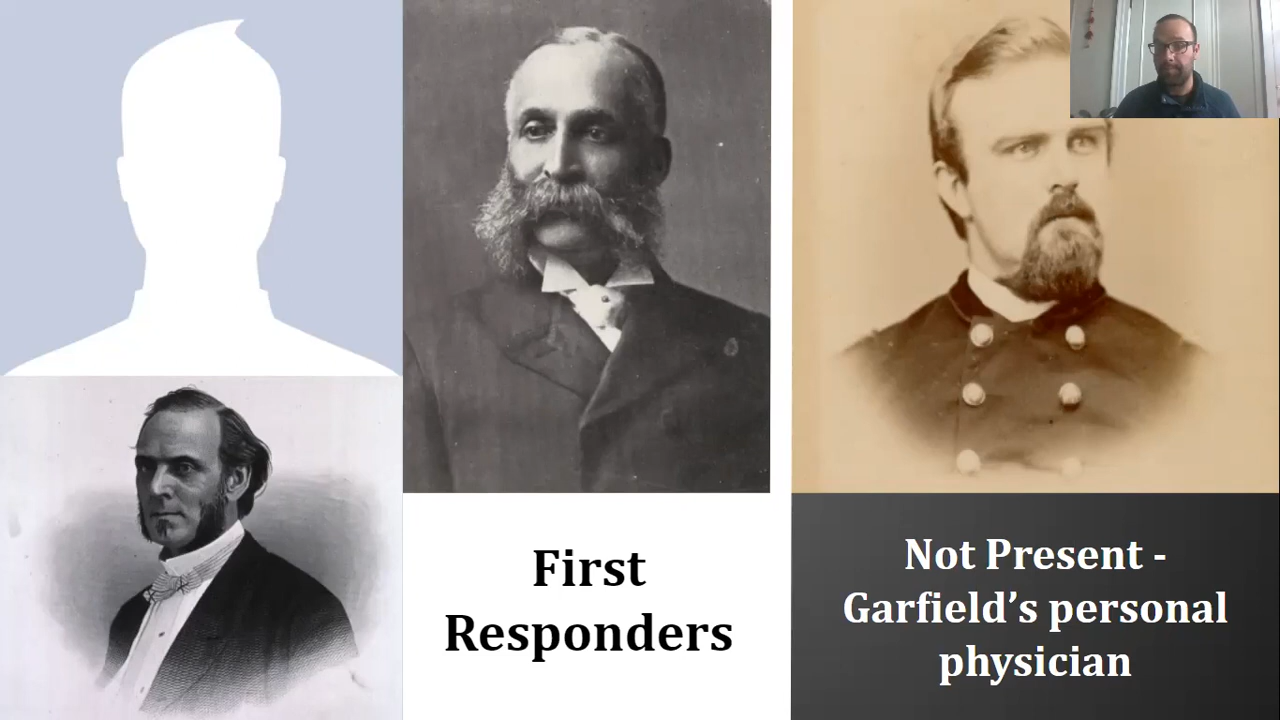 First
Responders
Not Present -
Garfield’s personal
physician